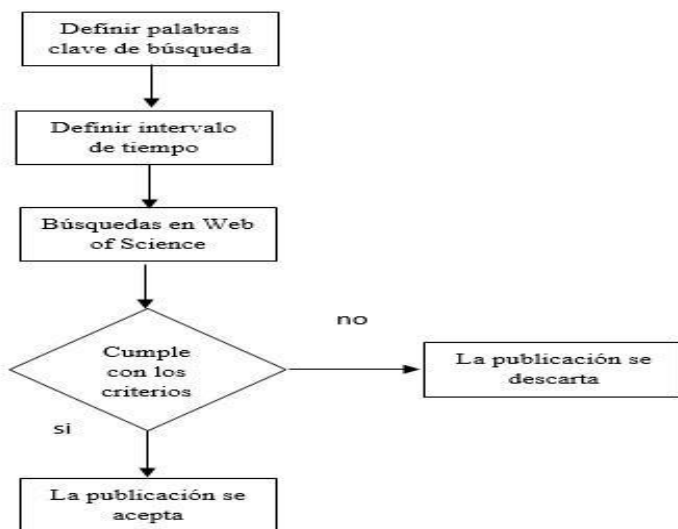 Definir palabras
clave de búsqueda
Definir intervalo
de tiempo
Búsquedas en Web
of Science
Cumple
con los
criterios
no
La publicación se
descarta
si
La publicación se
acepta